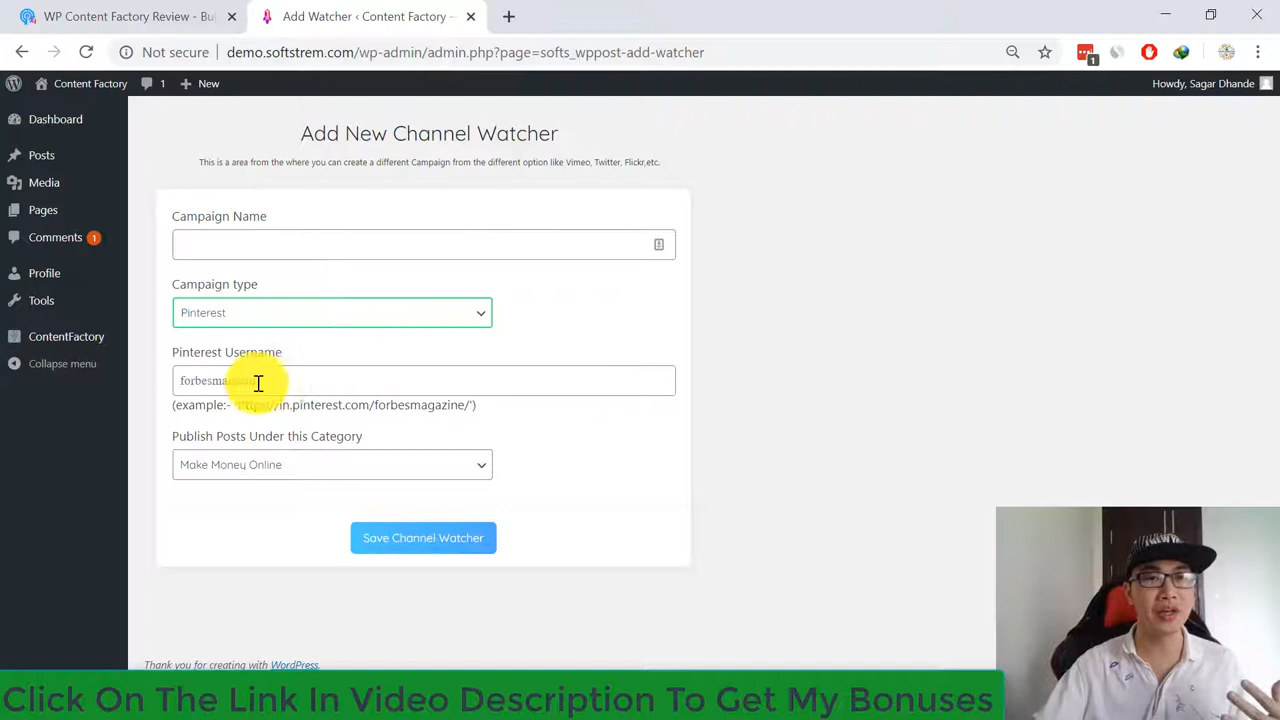 WP Content Factory Review - Bu
Add Watcher ‹ Content Factory —
Not secure
demo.softstrem.com/wp-admin/admin.php?page=softs_wppost-add-watcher
1
Content Factory
1
New
Howdy, Sagar Dhande
Dashboard
Posts
Media
Pages
Comments 1
Profile
Tools
ContentFactory
Collapse menu
Add New Channel Watcher
This is a area from the where you can create a different Campaign from the different option like Vimeo, Twitter, Flickr,etc.
Campaign Name
Campaign type
Pinterest
Pinterest Username
(example:- 'https://in.pinterest.com/forbesmagazine/')
Publish Posts Under this Category
Make Money Online
Save Channel Watcher
Thank you for creating with WordPress.
Click On The Link In Video Description To Get My Bonuses